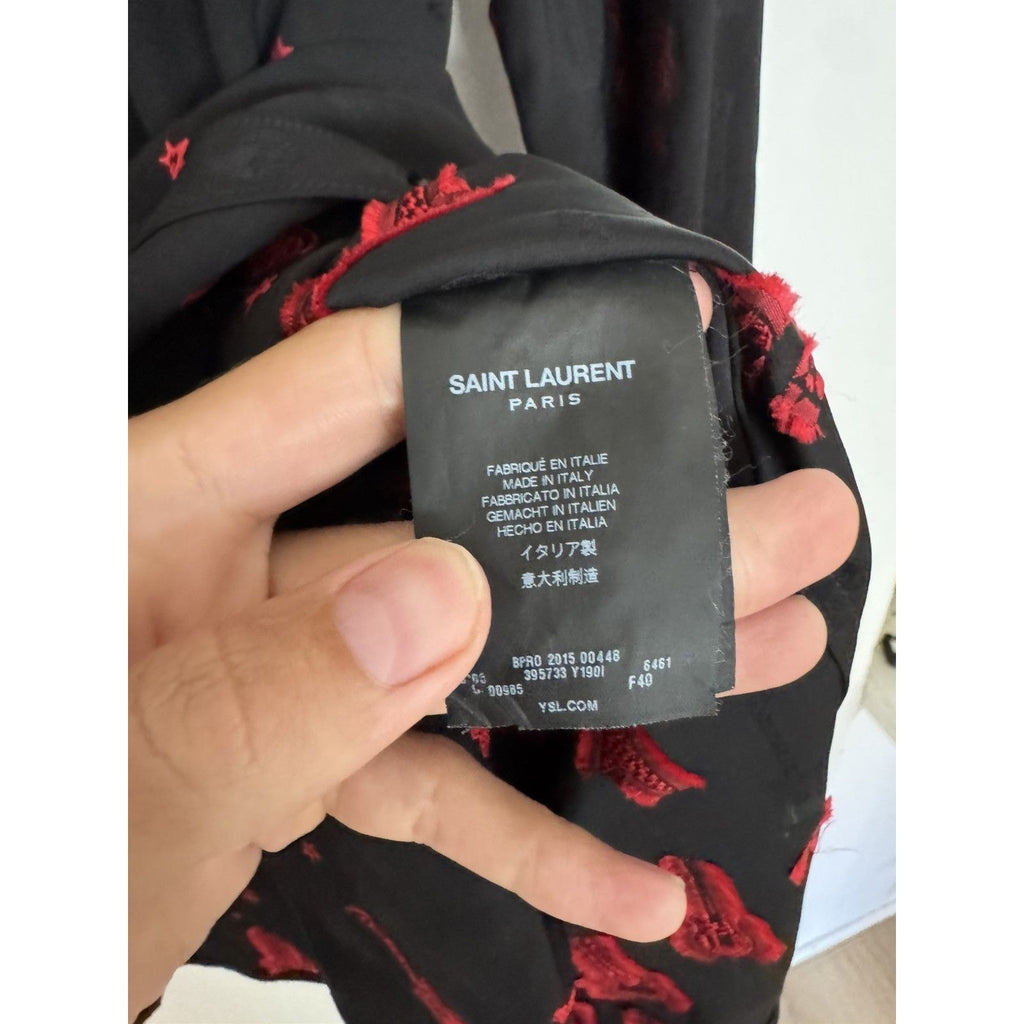 SAINT LAURENT
PARIS
FABRIQUÉ EN ITALIE
MADE IN ITALY
FABBRICATO IN ITALIA
GEMACHT IN ITALIEN
HECHO EN ITALIA
イタリア製
意大利制造
BPRO 2015 00448 6461
395733 Y190I F40
00985
YSL.COM